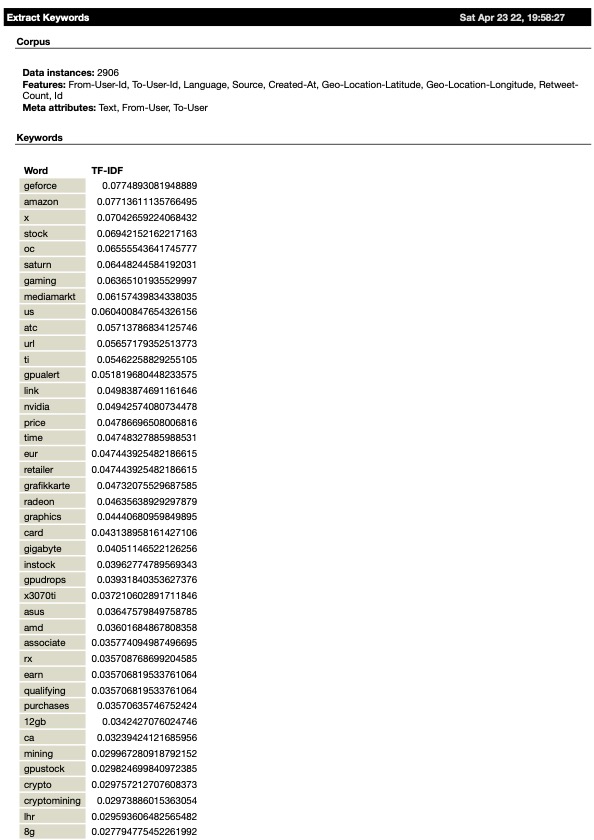 Extract Keywords Sat Apr 23 22, 19:58:27
Corpus
Data instances: 2906
Features: From-User-Id, To-User-Id, Language, Source, Created-At, Geo-Location-Latitude, Geo-Location-Longitude, Retweet-
Count, Id
Meta attributes: Text, From-User, To-User
Keywords
Word TF-IDF
geforce 0.0774893081948889
amazon 0.07713611135766495
x 0.07042659224068432
stock 0.06942152162217163
oc 0.06555543641745777
saturn 0.06448244584192031
gaming 0.06365101935529997
mediamarkt 0.06157439834338035
us 0.060400847654326156
atc 0.05713786834125746
url 0.05657179352513773
ti 0.05462258829255105
gpualert 0.051819680448233575
link 0.04983874691161646
nvidia 0.04942574080734478
price 0.04786696508006816
time 0.04748327885988531
eur 0.047443925482186615
retailer 0.047443925482186615
grafikkarte 0.04732075529687585
radeon 0.04635638929297879
graphics 0.04440680959849895
card 0.043138958161427106
gigabyte 0.04051146522126256
instock 0.03962774789569343
gpudrops 0.03931840353627376
x3070ti 0.037210602891711846
asus 0.03647579849758785
amd 0.03601684867808358
associate 0.035774094987496695
rx 0.035708768699204585
earn 0.035706819533761064
qualifying 0.035706819533761064
purchases 0.03570635746752424
12gb 0.0342427076024746
ca 0.03239424121685956
mining 0.029967280918792152
gpustock 0.029824699840972385
crypto 0.029757212707608373
cryptomining 0.02973886015363054
lhr 0.029593606482565482
8g 0.027794775452261992